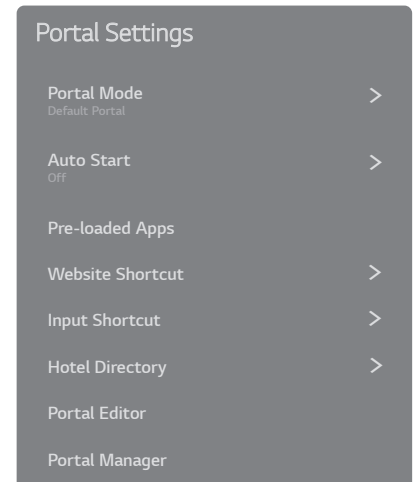 Portal Settings
Portal Mode
Default Portal
Auto Start
Off
Pre-loaded Apps
Website Shortcut
Input Shortcut
Hotel Directory
Portal Editor
Portal Manager